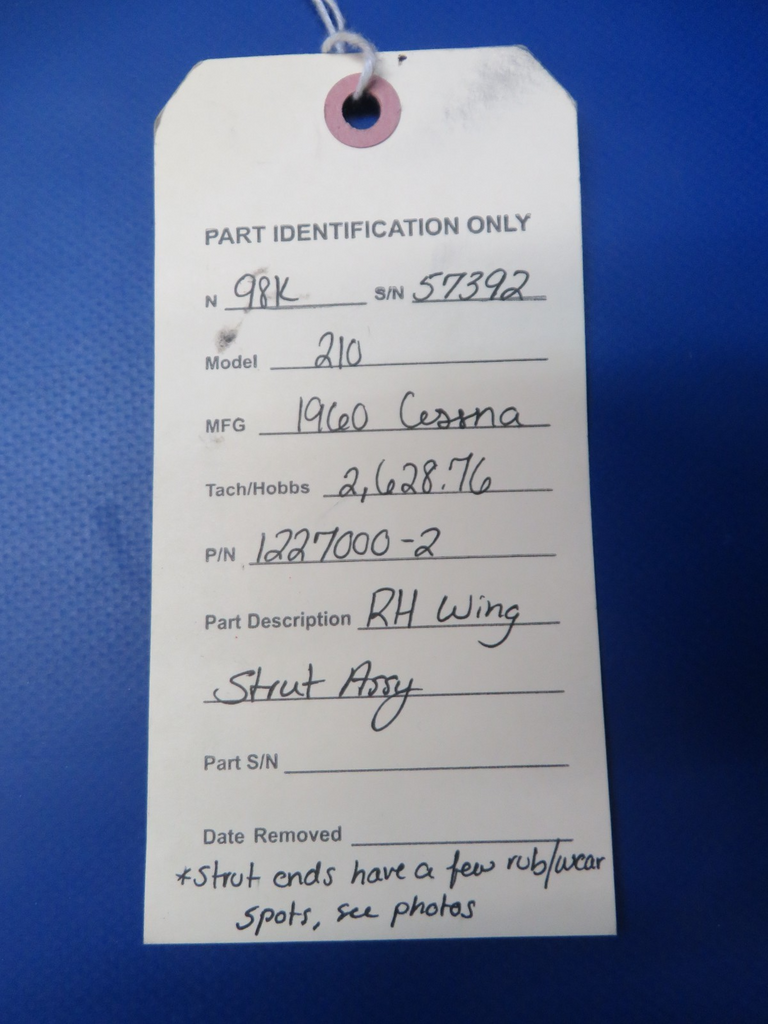 PART IDENTIFICATION ONLY
N 98K S/N 57392
Model 210
MFG 1960 Cessna
Tach/Hobbs 2,628.76
P/N 1227000-2
Part Description RH Wing
Strut Assy
Part S/N
Date Removed
*Strut ends have a few rub/wear
spots, see photos